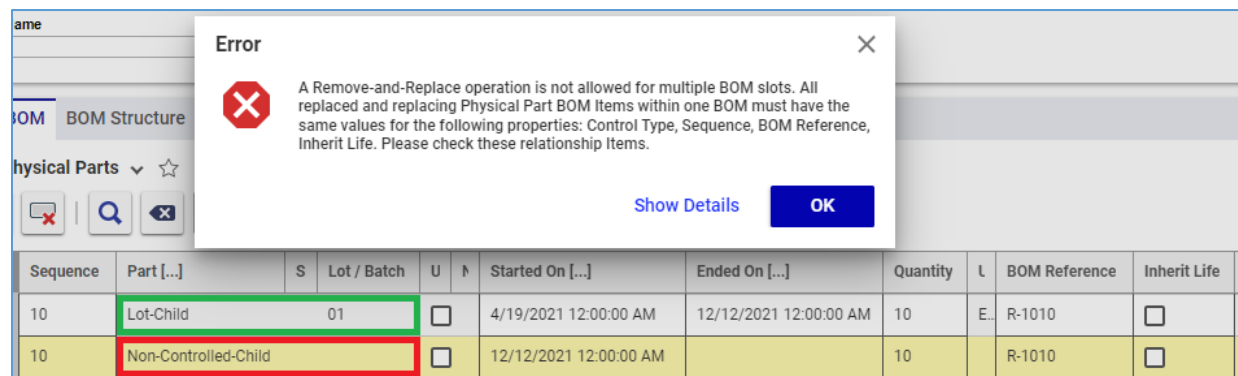 ame
Error
A Remove-and-Replace operation is not allowed for multiple BOM slots. All
replaced and replacing Physical Part BOM Items within one BOM must have the
same values for the following properties: Control Type, Sequence, BOM Reference,
Inherit Life. Please check these relationship Items.
Show Details OK
BOM BOM Structure
hysical Parts
Sequence Part [...] S Lot / Batch U N Started On [...] Ended On [...] Quantity L BOM Reference Inherit Life
10 Lot-Child 01 4/19/2021 12:00:00 AM 12/12/2021 12:00:00 AM 10 E.. R-1010
10 Non-Controlled-Child 12/12/2021 12:00:00 AM 10 R-1010